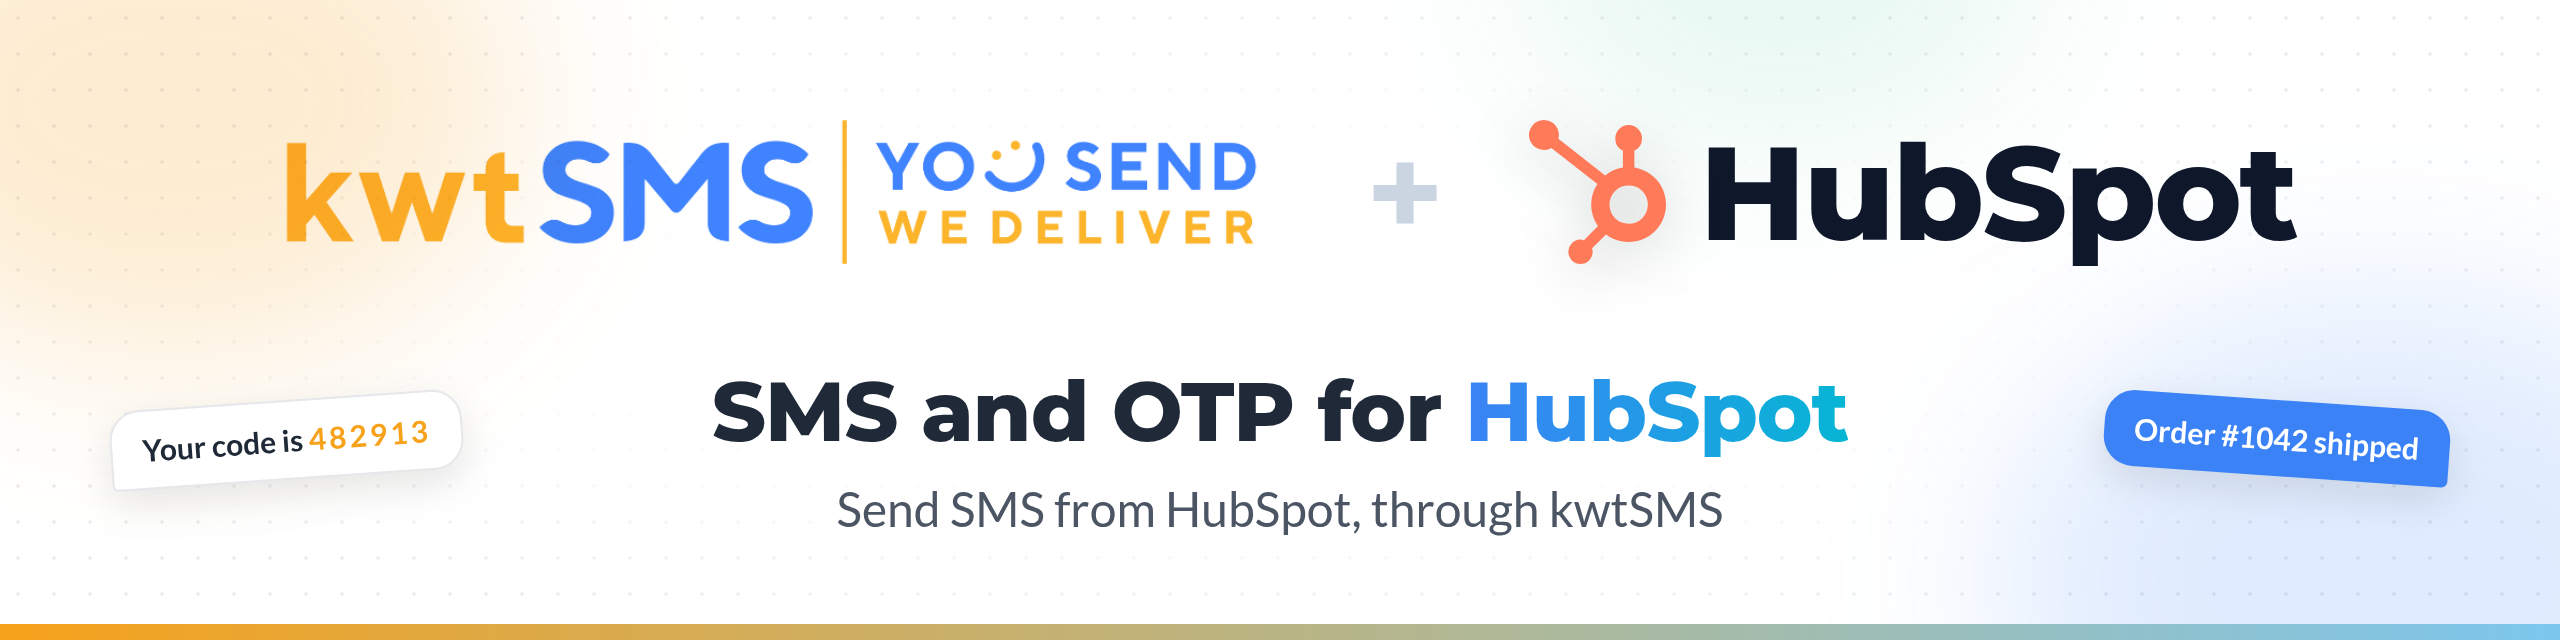 kwtSMS
YOU SEND
WE DELIVER
+
HubSpot
SMS and OTP for HubSpot
Send SMS from HubSpot, through kwtSMS
Your code is 482913
Order #1042 shipped